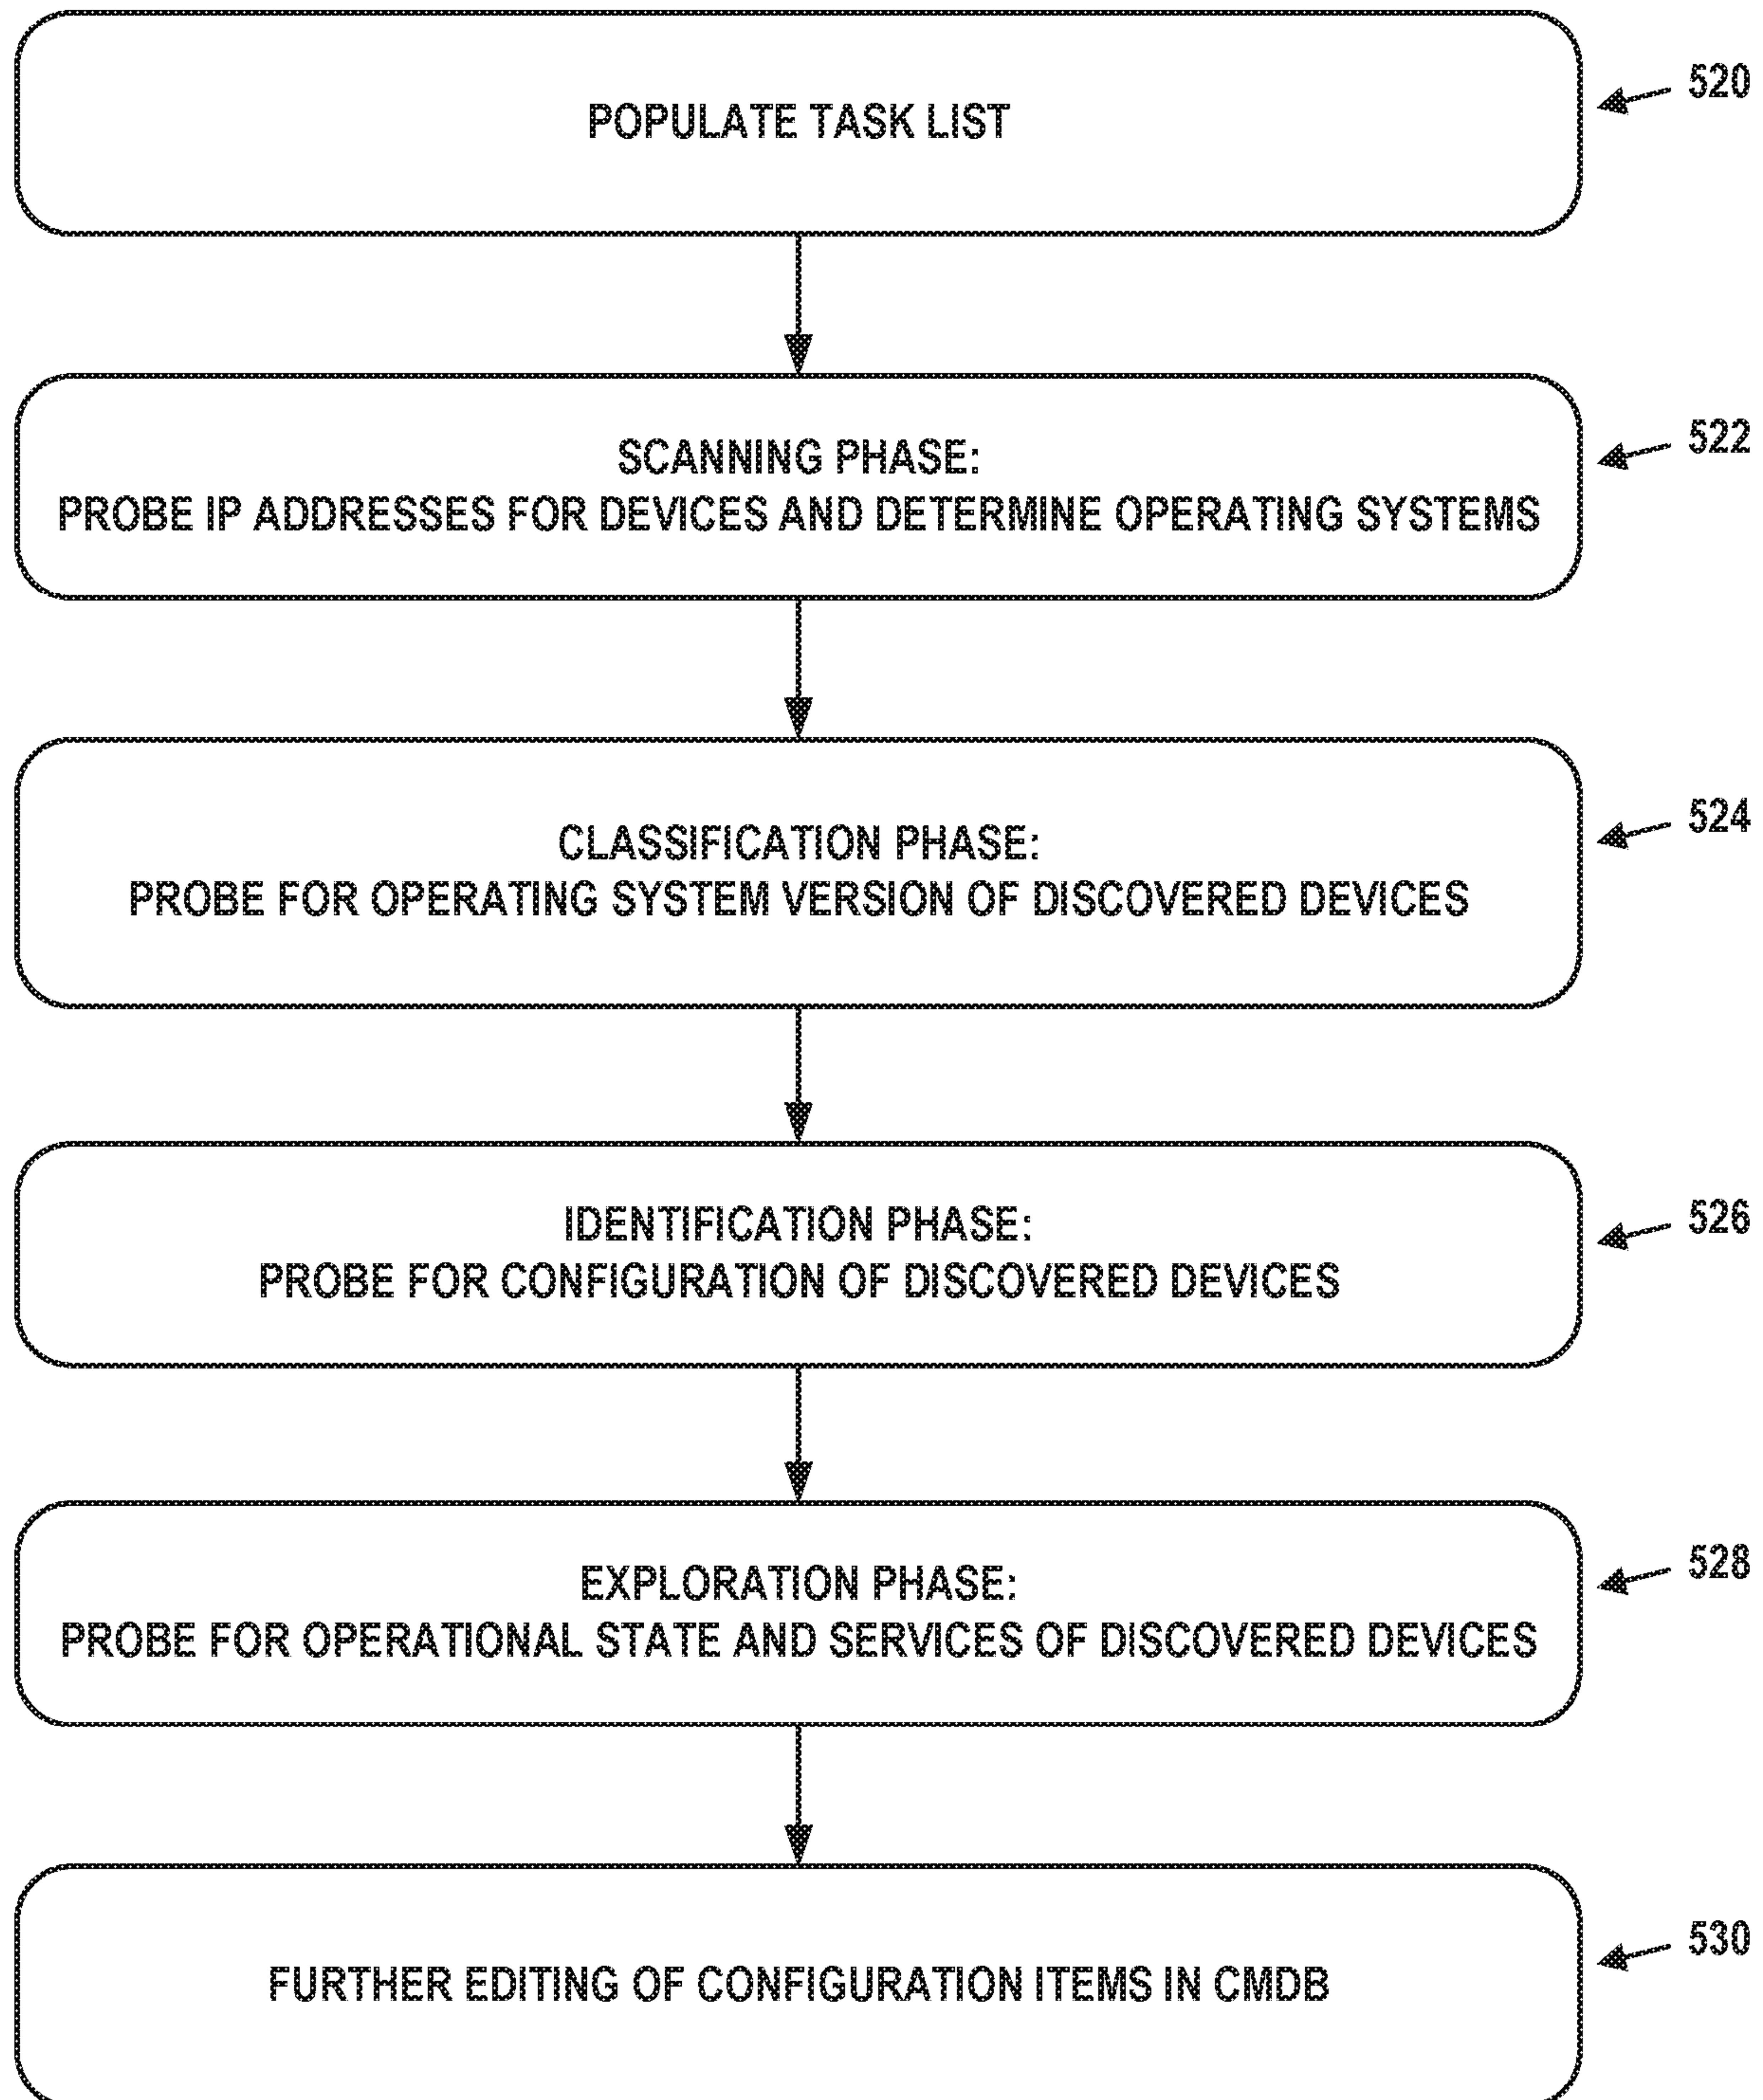 POPULATE TASK LIST
520
SCANNING PHASE:
PROBE IP ADDRESSES FOR DEVICES AND DETERMINE OPERATING SYSTEMS
522
CLASSIFICATION PHASE:
PROBE FOR OPERATING SYSTEM VERSION OF DISCOVERED DEVICES
524
IDENTIFICATION PHASE:
PROBE FOR CONFIGURATION OF DISCOVERED DEVICES
526
EXPLORATION PHASE:
PROBE FOR OPERATIONAL STATE AND SERVICES OF DISCOVERED DEVICES
528
FURTHER EDITING OF CONFIGURATION ITEMS IN CMDB
530